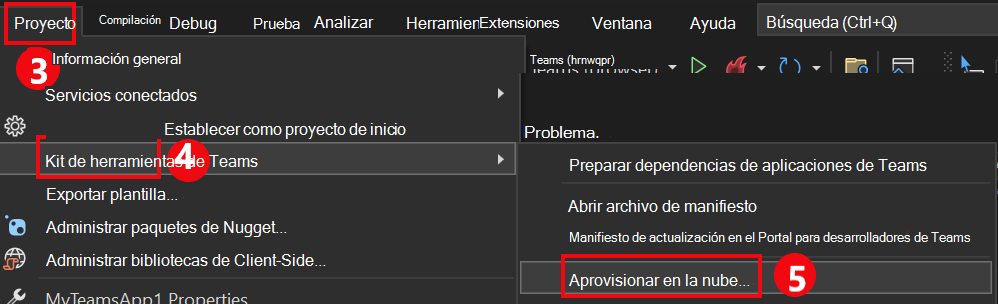 Proyecto Compilación Debug Prueba Analizar Herramien Extensiones Ventana Ayuda Búsqueda (Ctrl+Q)
3
Información general
Teams (hrnwqpr)
Servicios conectados
Establecer como proyecto de inicio
Problema.
Kit de herramientas de Teams
4
Preparar dependencias de aplicaciones de Teams
Exportar plantilla...
Abrir archivo de manifiesto
Administrar paquetes de Nugget...
Manifiesto de actualización en el Portal para desarrolladores de Teams
Administrar bibliotecas de Client-Side...
Aprovisionar en la nube...
5
MyTeamsApp1 Properties